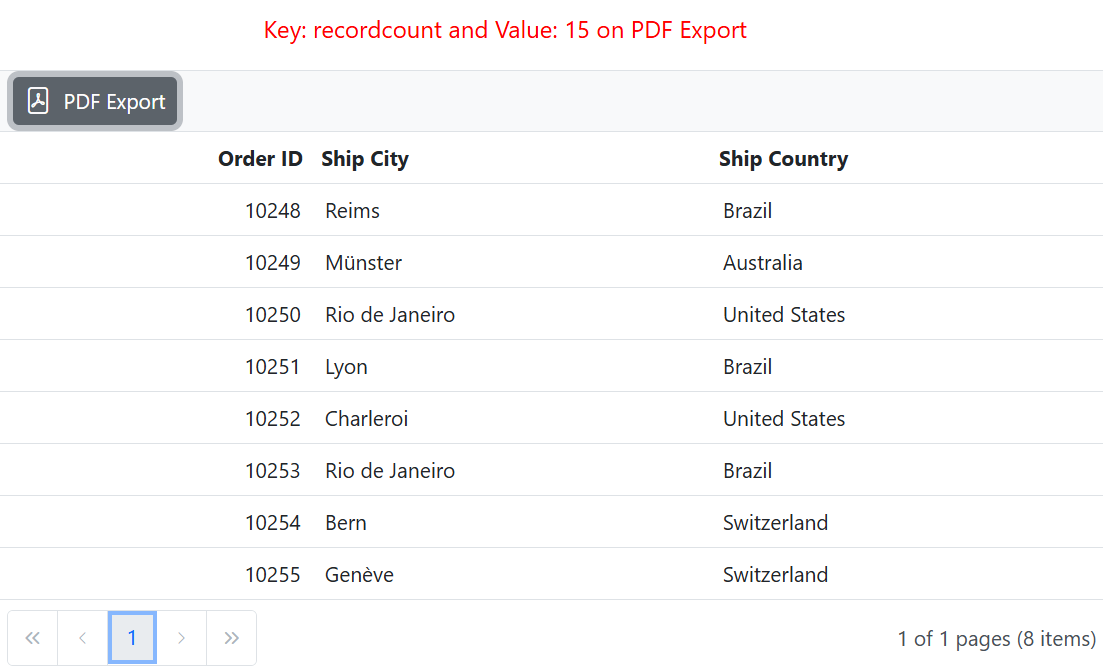 Key: recordcount and Value: 15 on PDF Export
PDF Export
Order ID Ship City Ship Country
10248 Reims Brazil
10249 Münster Australia
10250 Rio de Janeiro United States
10251 Lyon Brazil
10252 Charleroi United States
10253 Rio de Janeiro Brazil
10254 Bern Switzerland
10255 Genève Switzerland
1 1 of 1 pages (8 items)